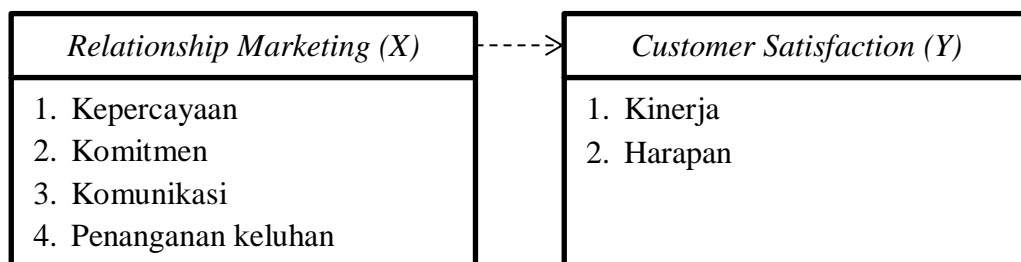 Relationship Marketing (X)
1. Kepercayaan
2. Komitmen
3. Komunikasi
4. Penanganan keluhan
Customer Satisfaction (Y)
1. Kinerja
2. Harapan